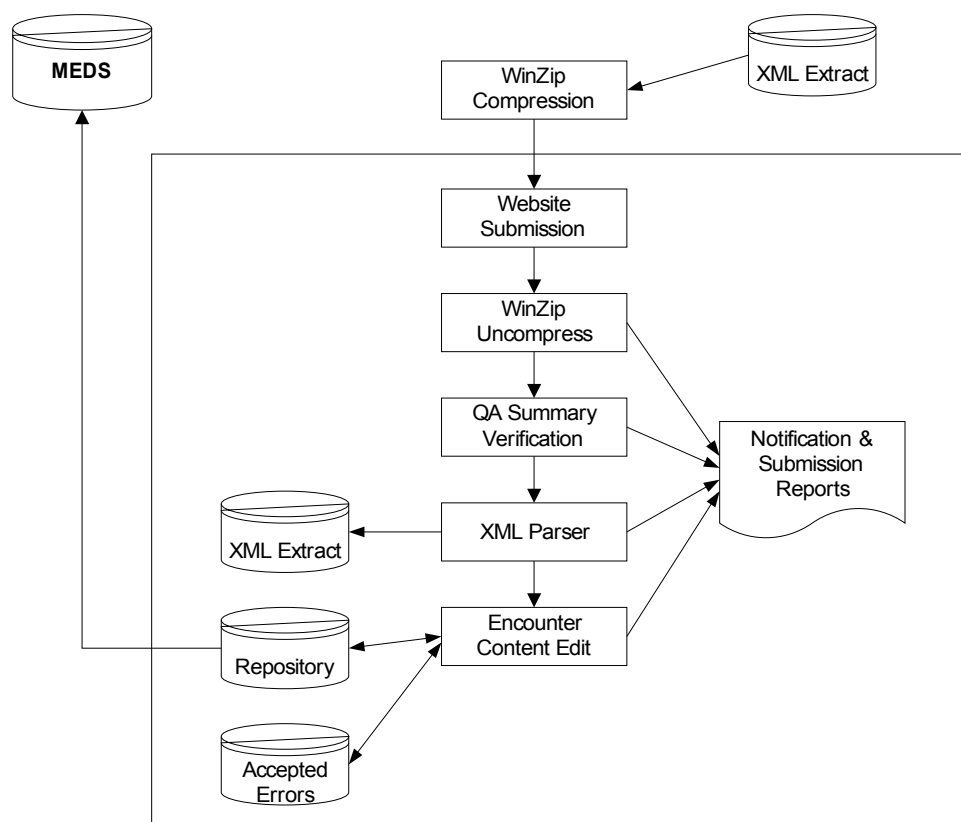 MEDS
WinZip
Compression
XML Extract
Website
Submission
WinZip
Uncompress
QA Summary
Verification
Notification &
Submission
Reports
XML Extract
XML Parser
Repository
Encounter
Content Edit
Accepted
Errors